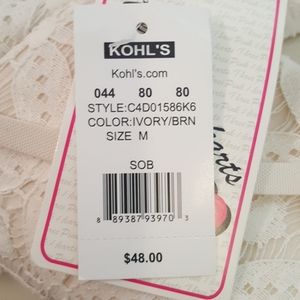 KOHL'S
Kohl's.com
044 80 80
STYLE:C4D01586K6
COLOR:IVORY/BRN
SIZE M
SOB
8 89387 93970 3
$48.00